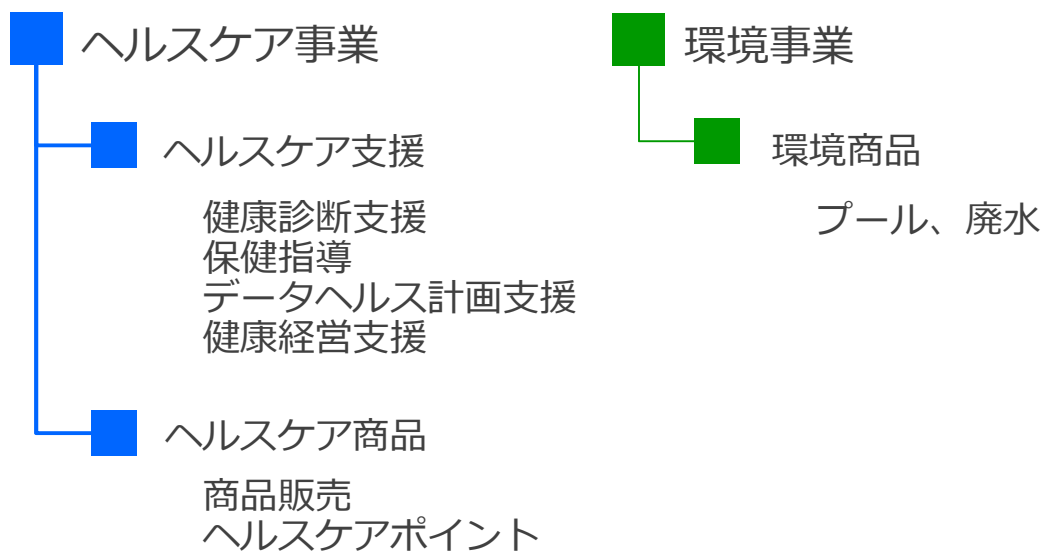 ヘルスケア事業
ヘルスケア支援
健康診断支援
保健指導
データヘルス計画支援
健康経営支援
ヘルスケア商品
商品販売
ヘルスケアポイント
環境事業
環境商品
プール、廃水